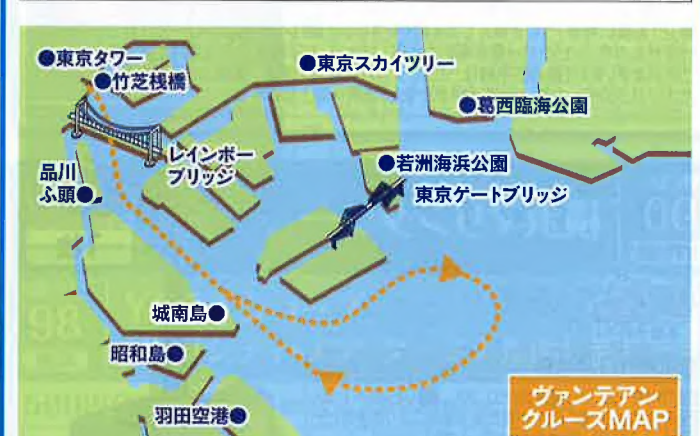 ●東京タワー
●竹芝桟橋
●東京スカイツリー
●葛西臨海公園
レインボー
ブリッジ
●若洲海浜公園
東京ゲートブリッジ
品川
ふ頭●
城南島●
昭和島●
羽田空港●
ヴァンテアン
クルーズMAP